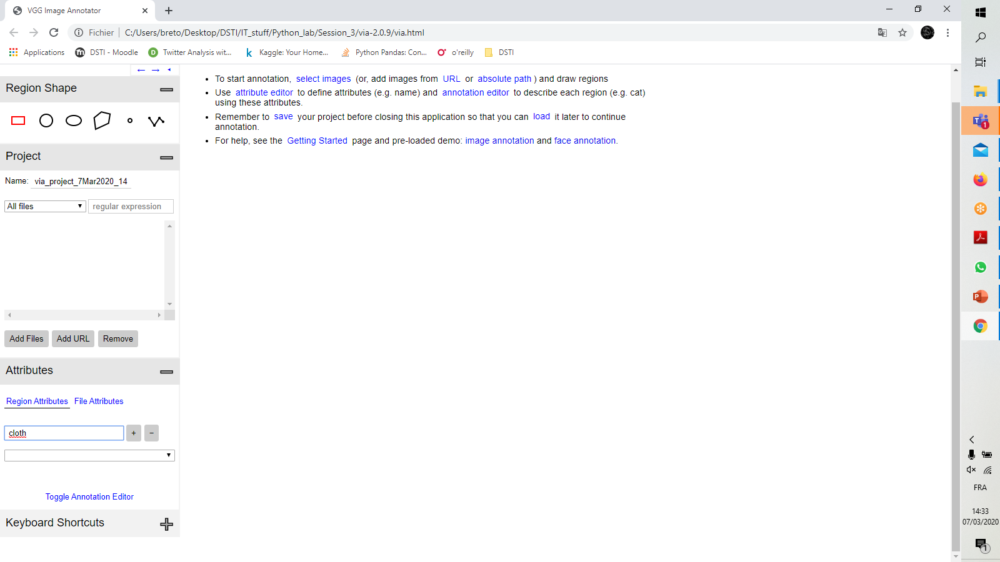 VGG Image Annotator
Fichier C:/Users/breto/Desktop/DSTI/IT_stuff/Python_lab/Session_3/via-2.0.9/via.html
Applications DSTI - Moodle Twitter Analysis wit... Kaggle: Your Home... Python Pandas: Con... o'reilly DSTI
Region Shape
Project
Name: via_project_7Mar2020_14
All files regular expression
Add Files Add URL Remove
Attributes
Region Attributes File Attributes
cloth + −
Toggle Annotation Editor
Keyboard Shortcuts
To start annotation, select images (or, add images from URL or absolute path ) and draw regions
Use attribute editor to define attributes (e.g. name) and annotation editor to describe each region (e.g. cat)
using these attributes.
Remember to save your project before closing this application so that you can load it later to continue
annotation.
For help, see the Getting Started page and pre-loaded demo: image annotation and face annotation.
1
FRA
14:33
07/03/2020
1